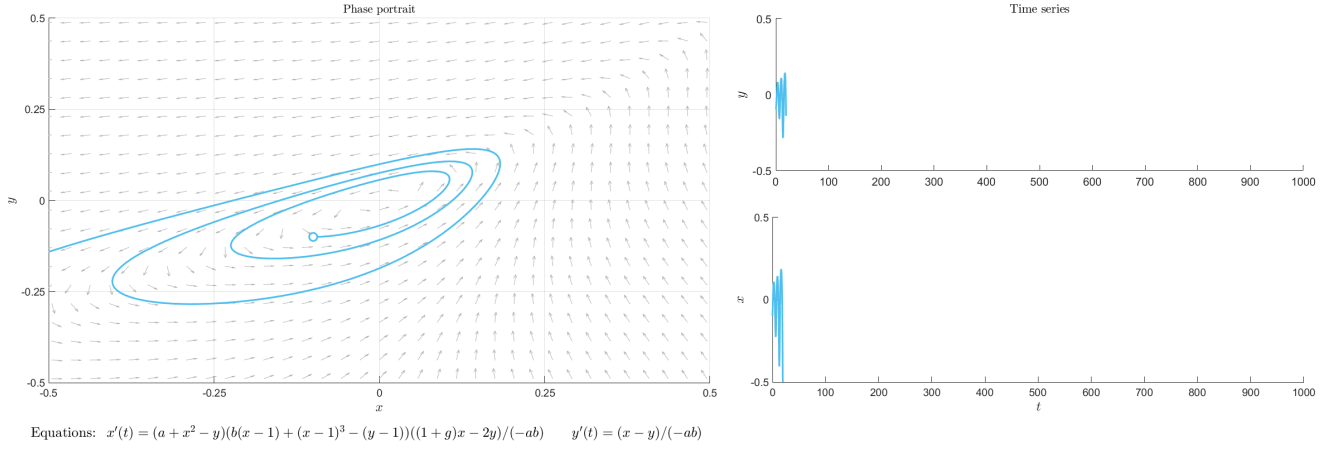 Phase portrait
0.5
0.25
0
-0.25
-0.5
y
-0.5 -0.25 0 0.25 0.5
x
Time series
0.5
0
-0.5
y
0 100 200 300 400 500 600 700 800 900 1000
0.5
0
-0.5
x
0 100 200 300 400 500 600 700 800 900 1000
t
Equations: x′(t) = (a + x² − y)(b(x − 1) + (x − 1)³ − (y − 1))((1 + g)x − 2y)/(−ab) y′(t) = (x − y)/(−ab)